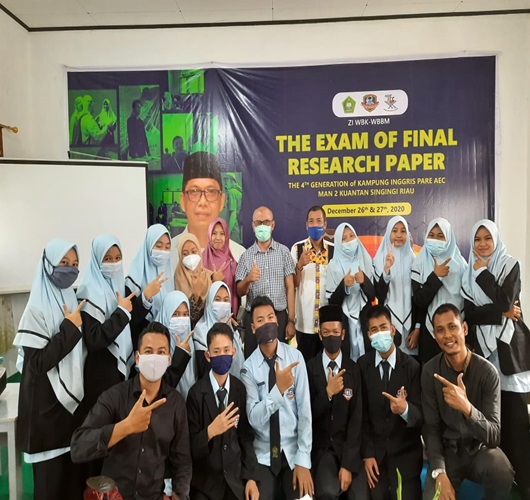 ZI WBK-WBBM
THE EXAM OF FINAL
RESEARCH PAPER
THE 4TH GENERATION of KAMPUNG INGGRIS PARE AEC
MAN 2 KUANTAN SINGINGI RIAU
December 26th & 27th, 2020